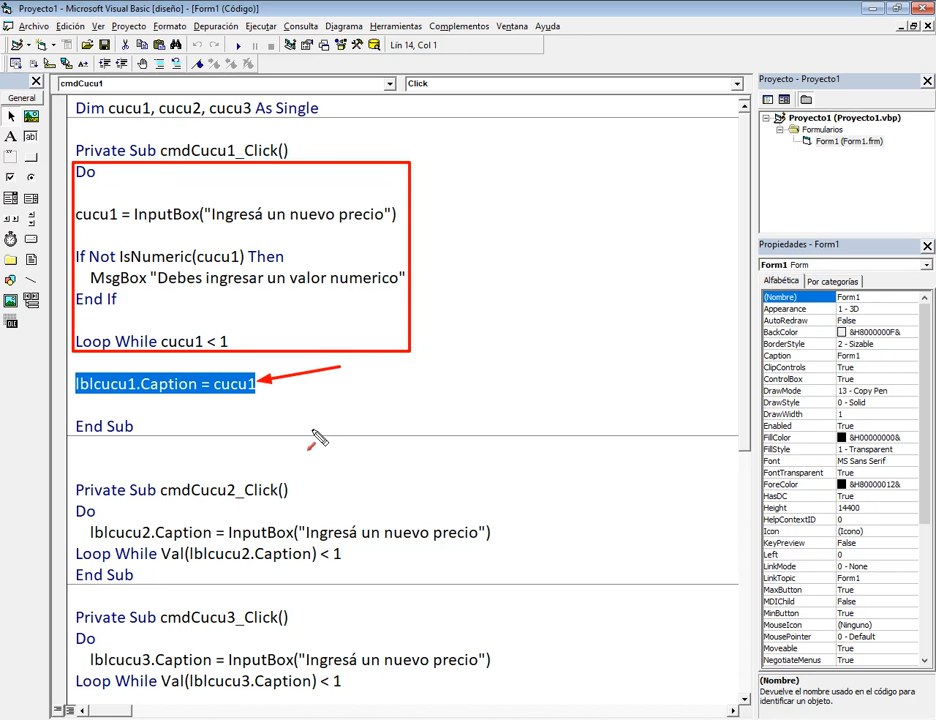 Proyecto1 - Microsoft Visual Basic [diseño] - [Form1 (Código)]
Archivo Edición Ver Proyecto Formato Depuración Ejecutar Consulta Diagrama Herramientas Complementos Ventana Ayuda
Lín 14, Col 1
General
cmdCucu1 Click
Dim cucu1, cucu2, cucu3 As Single
Private Sub cmdCucu1_Click()
Do
cucu1 = InputBox("Ingresá un nuevo precio")
If Not IsNumeric(cucu1) Then
MsgBox "Debes ingresar un valor numerico"
End If
Loop While cucu1 < 1
lblcucu1.Caption = cucu1
End Sub
Private Sub cmdCucu2_Click()
Do
lblcucu2.Caption = InputBox("Ingresá un nuevo precio")
Loop While Val(lblcucu2.Caption) < 1
End Sub
Private Sub cmdCucu3_Click()
Do
lblcucu3.Caption = InputBox("Ingresá un nuevo precio")
Loop While Val(lblcucu3.Caption) < 1
Proyecto - Proyecto1
Proyecto1 (Proyecto1.vbp)
Formularios
Form1 (Form1.frm)
Propiedades - Form1
Form1 Form
Alfabética Por categorías
(Nombre) Form1
Appearance 1 - 3D
AutoRedraw False
BackColor &H8000000F&
BorderStyle 2 - Sizable
Caption Form1
ClipControls True
ControlBox True
DrawMode 13 - Copy Pen
DrawStyle 0 - Solid
DrawWidth 1
Enabled True
FillColor &H00000000&
FillStyle 1 - Transparent
Font MS Sans Serif
FontTransparent True
ForeColor &H80000012&
HasDC True
Height 14400
HelpContextID 0
Icon (Icono)
KeyPreview False
Left 0
LinkMode 0 - None
LinkTopic Form1
MaxButton True
MDIChild False
MinButton True
MouseIcon (Ninguno)
MousePointer 0 - Default
Moveable True
NegotiateMenus True
(Nombre)
Devuelve el nombre usado en el código para
identificar un objeto.